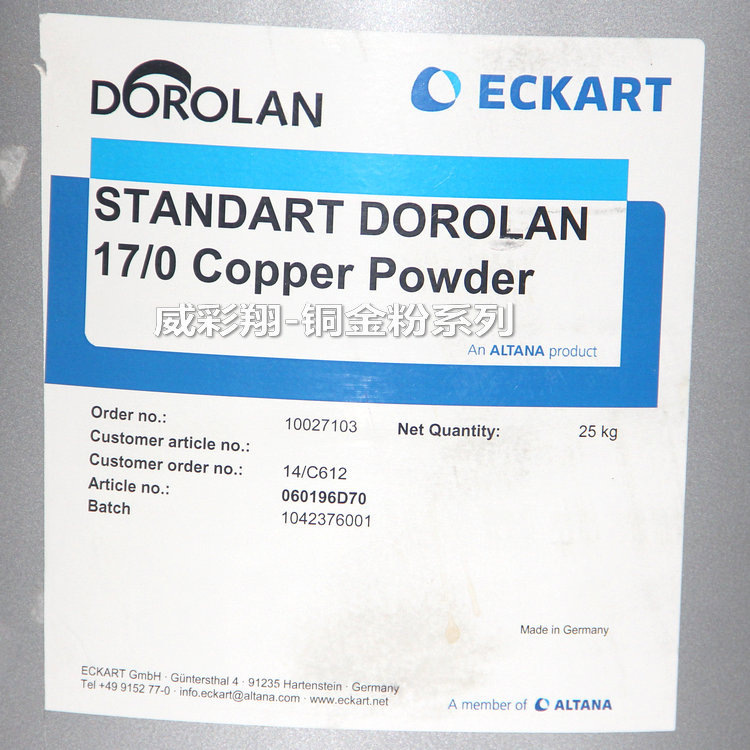 DOROLAN
ECKART
STANDART DOROLAN
17/0 Copper Powder
威彩翔-铜金粉系列
An ALTANA product
Order no.: 10027103 Net Quantity: 25 kg
Customer article no.:
Customer order no.: 14/C612
Article no.: 060196D70
Batch 1042376001
Made in Germany
ECKART GmbH · Güntersthal 4 · 91235 Hartenstein · Germany
Tel +49 9152 77-0 · info.eckart@altana.com · www.eckart.net
A member of ALTANA